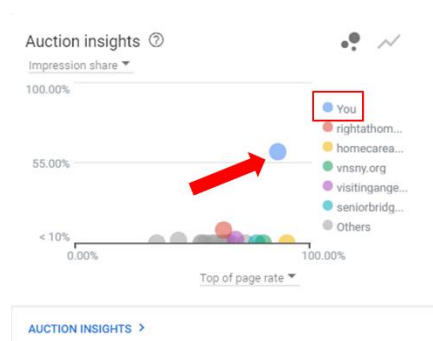 Auction insights
Impression share
100.00%
You
rightathom...
homecarea...
55.00%
vnsny.org
visitingange...
seniorbridg...
< 10%
Others
0.00%
100.00%
Top of page rate
AUCTION INSIGHTS >